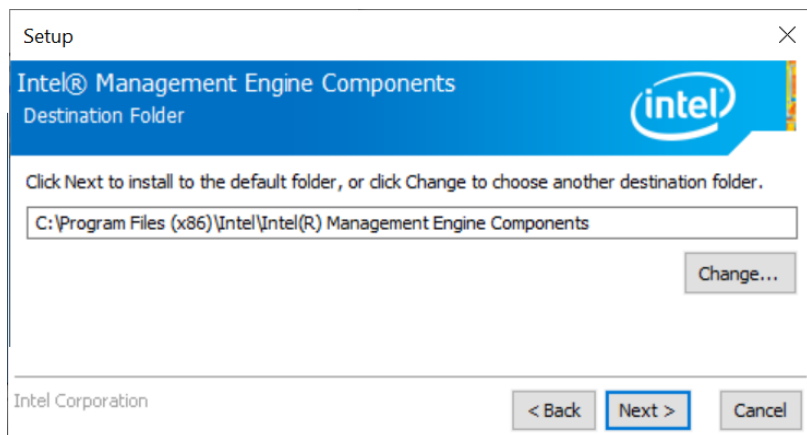 Setup
Intel® Management Engine Components
Destination Folder
intel
Click Next to install to the default folder, or click Change to choose another destination folder.
C:\Program Files (x86)\Intel\Intel(R) Management Engine Components
Change...
Intel Corporation
< Back
Next >
Cancel